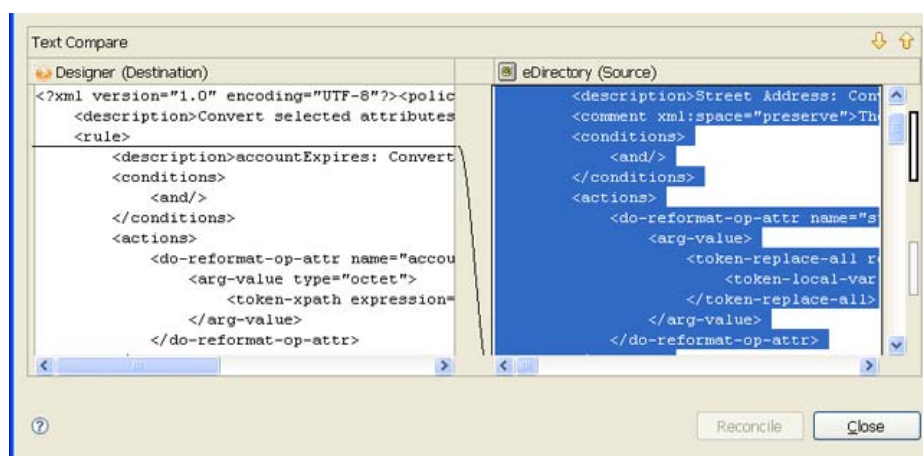 Text Compare
Designer (Destination)
<?xml version="1.0" encoding="UTF-8"?><polic
<description>Convert selected attributes
<rule>
<description>accountExpires: Convert
<conditions>
<and/>
</conditions>
<actions>
<do-reformat-op-attr name="accou
<arg-value type="octet">
<token-xpath expression=
</arg-value>
</do-reformat-op-attr>
eDirectory (Source)
<description>Street Address: Con
<comment xml:space="preserve">Th
<conditions>
<and/>
</conditions>
<actions>
<do-reformat-op-attr name="s
<arg-value>
<token-replace-all r
<token-local-var
</token-replace-all>
</arg-value>
</do-reformat-op-attr>
Reconcile
Close